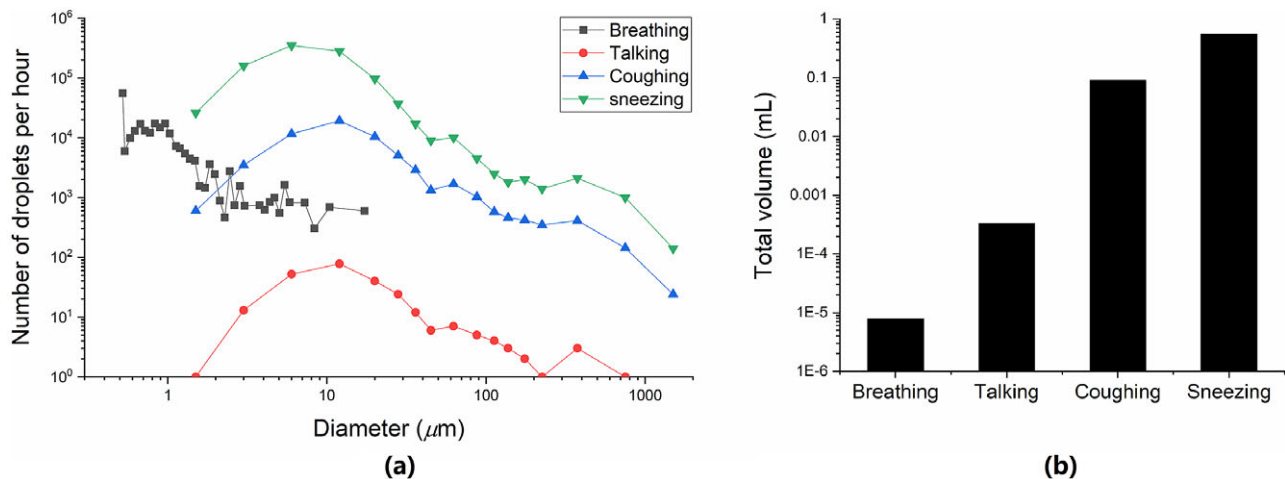 10^6
10^5
10^4
10^3
10^2
10^1
10^0
Number of droplets per hour
Breathing
Talking
Coughing
sneezing
1 10 100 1000
Diameter (μm)
(a)
1
0.1
0.01
0.001
1E-4
1E-5
1E-6
Total volume (mL)
Breathing Talking Coughing Sneezing
(b)